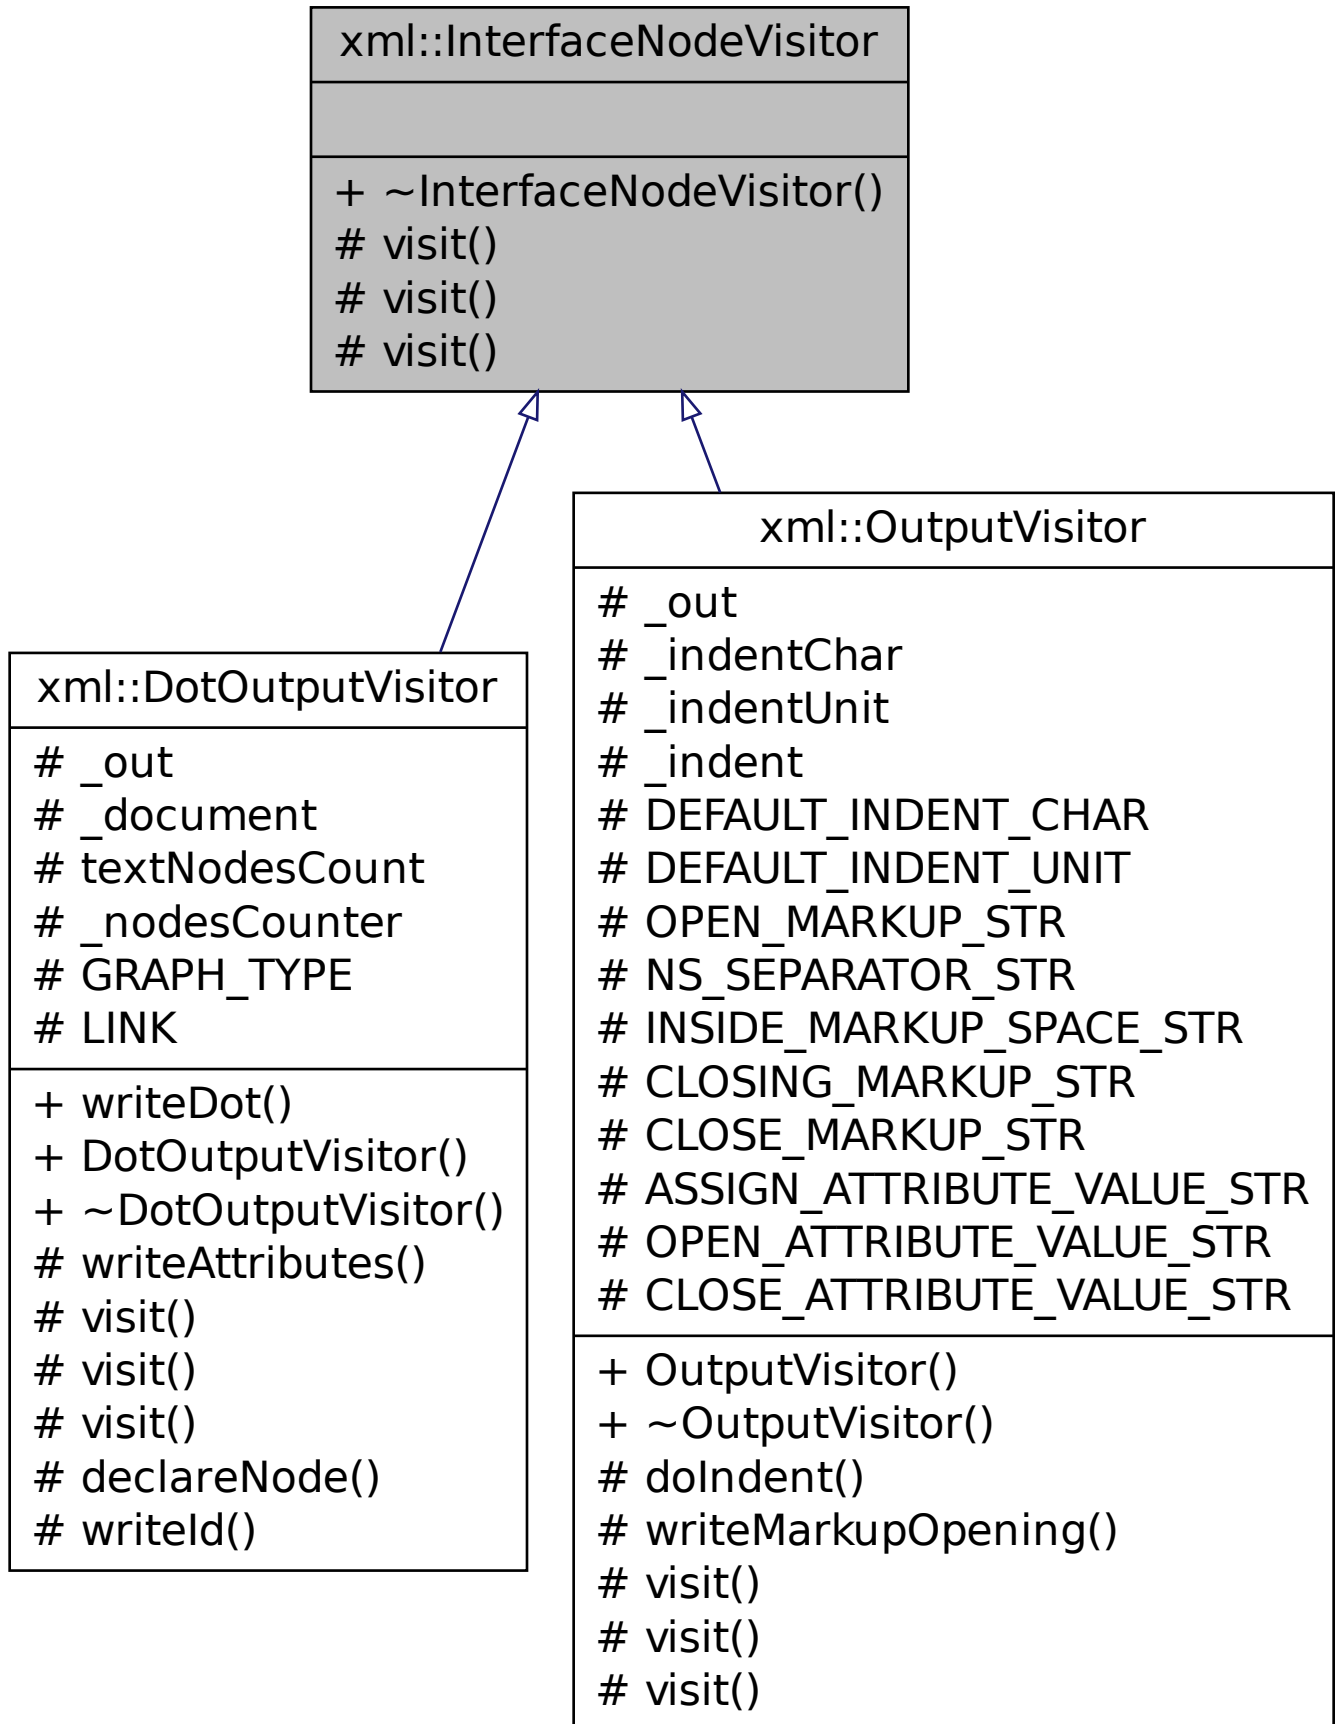 xml::InterfaceNodeVisitor
+ ~InterfaceNodeVisitor()
# visit()
# visit()
# visit()
xml::DotOutputVisitor
# _out
# _document
# textNodesCount
# _nodesCounter
# GRAPH_TYPE
# LINK
+ writeDot()
+ DotOutputVisitor()
+ ~DotOutputVisitor()
# writeAttributes()
# visit()
# visit()
# visit()
# declareNode()
# writeId()
xml::OutputVisitor
# _out
# _indentChar
# _indentUnit
# _indent
# DEFAULT_INDENT_CHAR
# DEFAULT_INDENT_UNIT
# OPEN_MARKUP_STR
# NS_SEPARATOR_STR
# INSIDE_MARKUP_SPACE_STR
# CLOSING_MARKUP_STR
# CLOSE_MARKUP_STR
# ASSIGN_ATTRIBUTE_VALUE_STR
# OPEN_ATTRIBUTE_VALUE_STR
# CLOSE_ATTRIBUTE_VALUE_STR
+ OutputVisitor()
+ ~OutputVisitor()
# doIndent()
# writeMarkupOpening()
# visit()
# visit()
# visit()